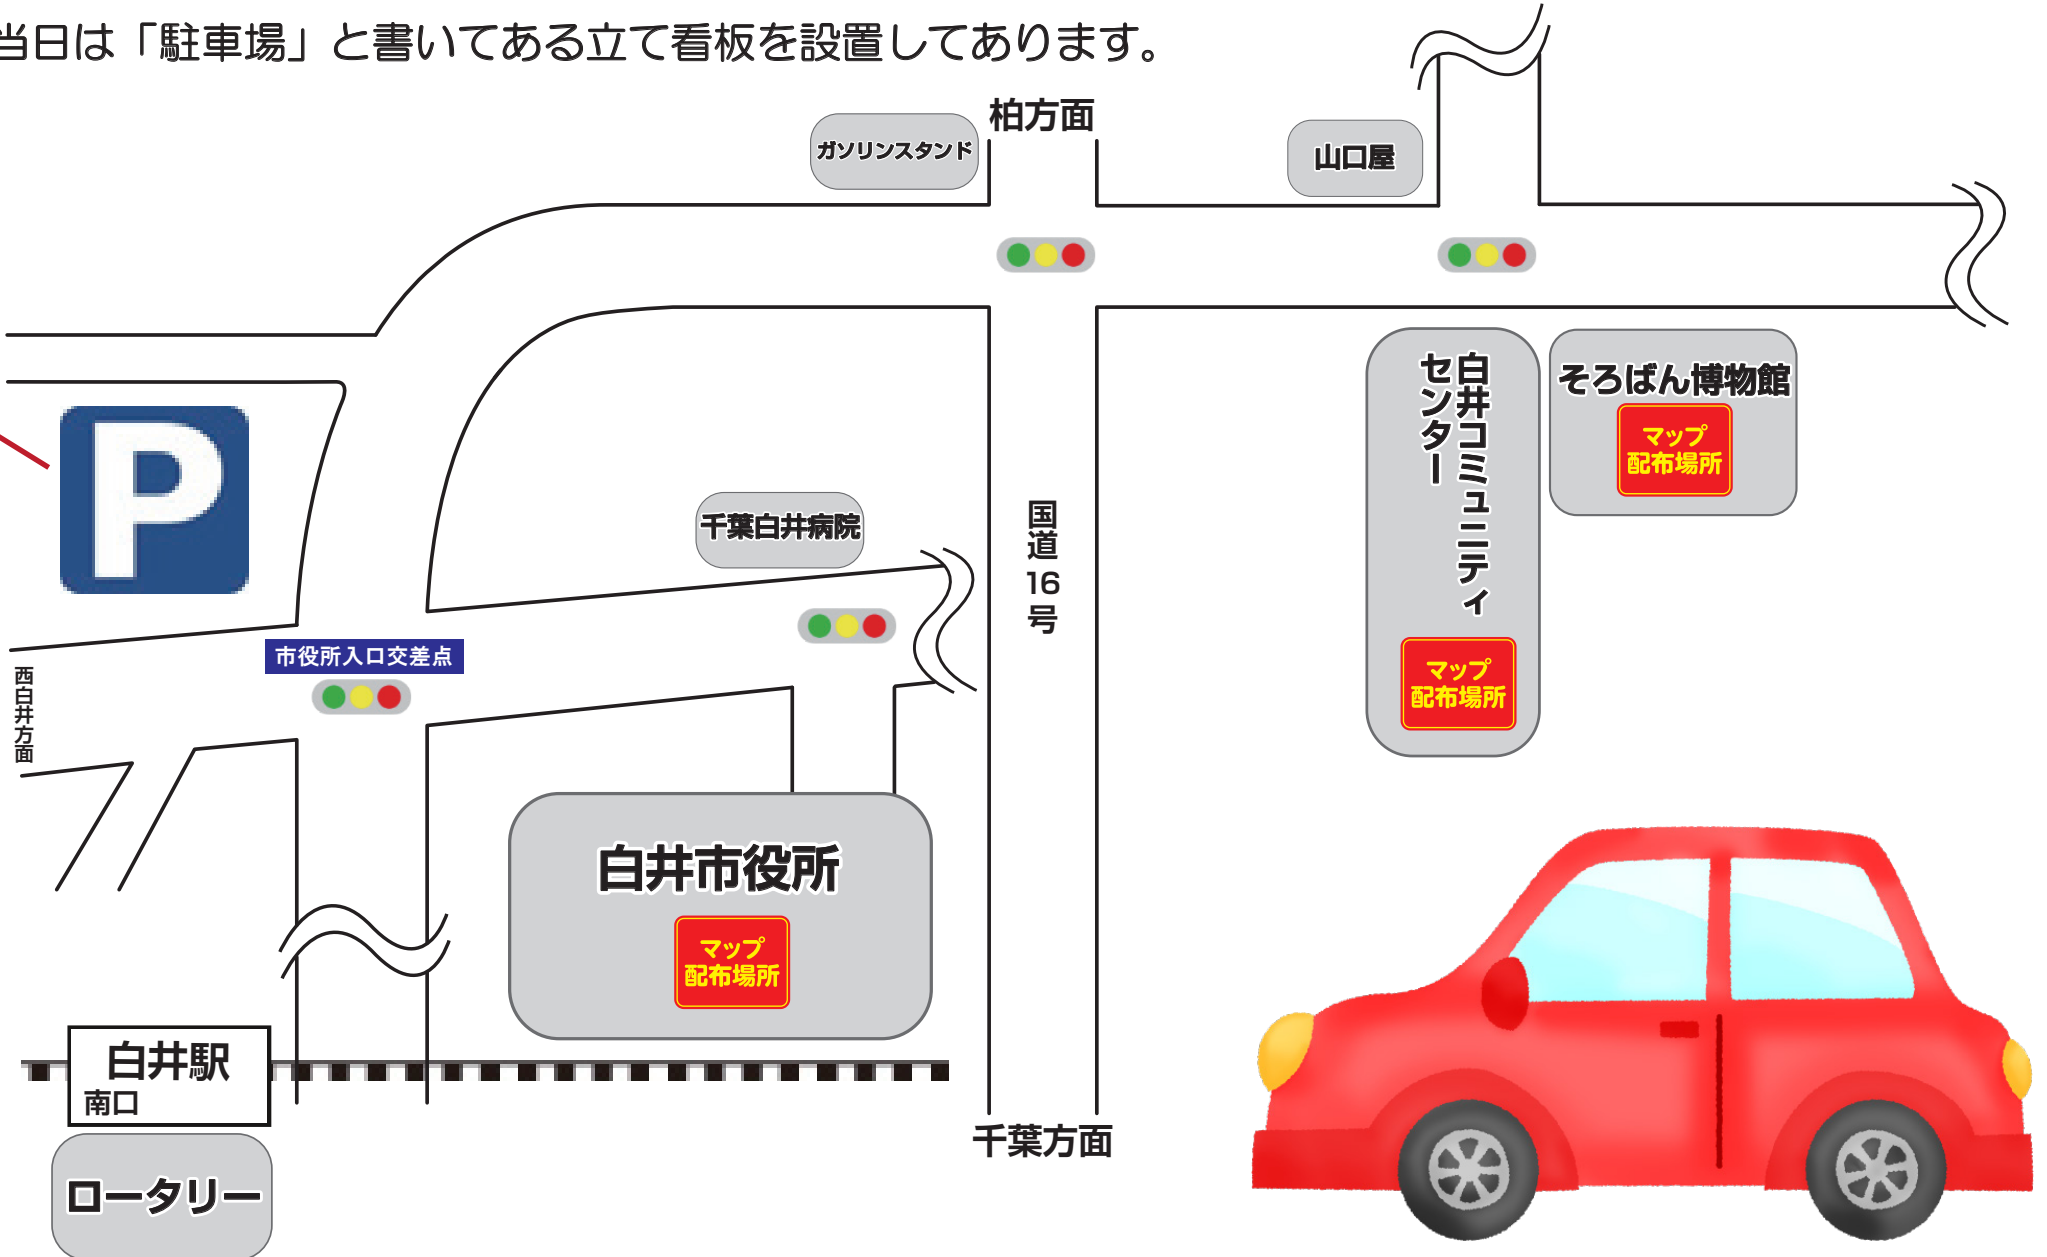 当日は「駐車場」と書いてある立て看板を設置してあります。
柏方面
ガソリンスタンド
山口屋
P
白井コミュニティ
センター
そろばん博物館
マップ
配布場所
千葉白井病院
国道16号
市役所入口交差点
西白井方面
マップ
配布場所
白井市役所
マップ
配布場所
白井駅
南口
千葉方面
ロータリー